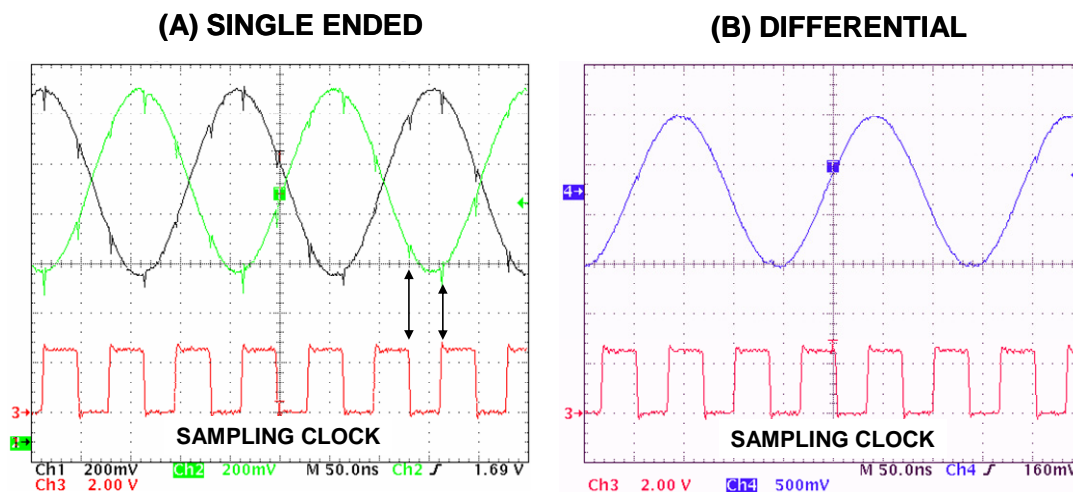 (A) SINGLE ENDED
(B) DIFFERENTIAL
T
4→
T
3→
3→
1→
SAMPLING CLOCK
SAMPLING CLOCK
Ch1 200mV Ch2 200mV M 50.0ns Ch2 1.69 V
Ch3 2.00 V
M 50.0ns Ch4 160mV
Ch3 2.00 V Ch4 500mV